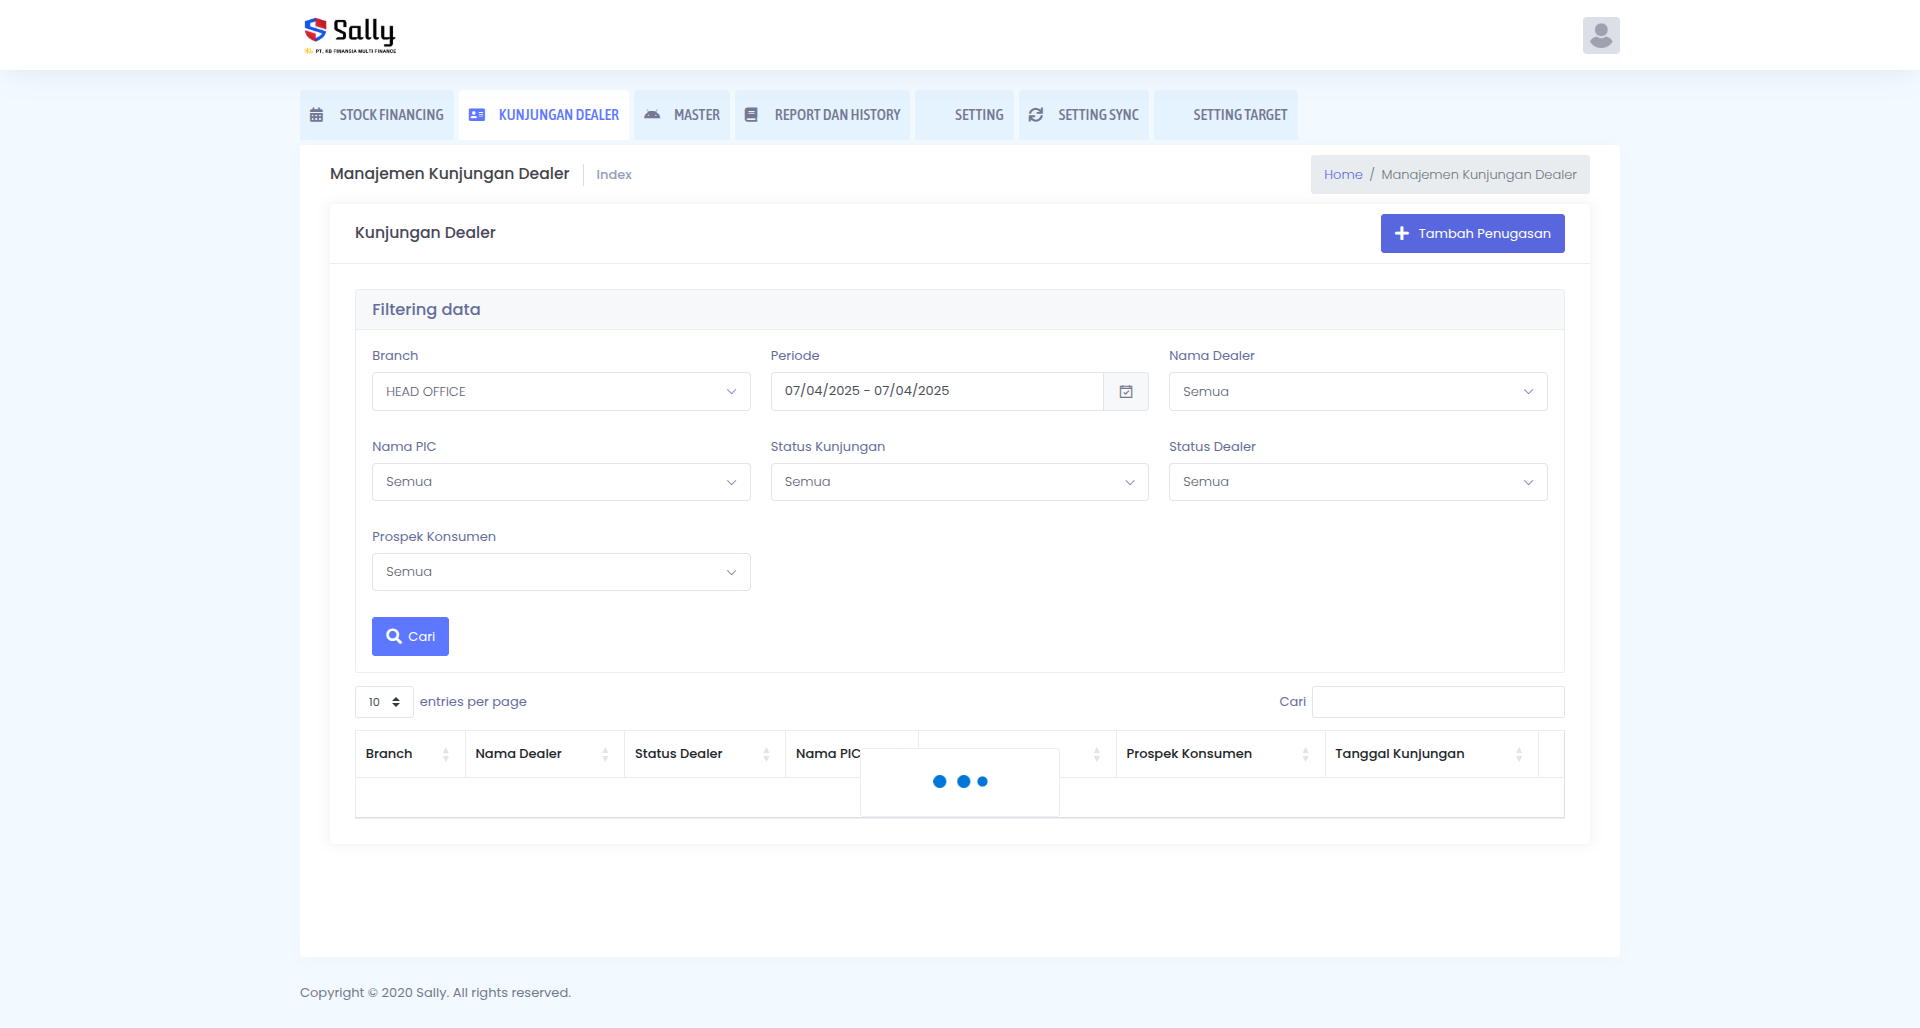 Sally
PT. KB FINANSIA MULTI FINANCE
STOCK FINANCING
KUNJUNGAN DEALER
MASTER
REPORT DAN HISTORY
SETTING
SETTING SYNC
SETTING TARGET
Manajemen Kunjungan Dealer
Index
Home / Manajemen Kunjungan Dealer
Kunjungan Dealer
Tambah Penugasan
Filtering data
Branch
Periode
Nama Dealer
HEAD OFFICE
07/04/2025 - 07/04/2025
Semua
Nama PIC
Status Kunjungan
Status Dealer
Semua
Semua
Semua
Prospek Konsumen
Semua
Cari
10 entries per page
Cari
Branch
Nama Dealer
Status Dealer
Nama PIC
Prospek Konsumen
Tanggal Kunjungan
Copyright © 2020 Sally. All rights reserved.